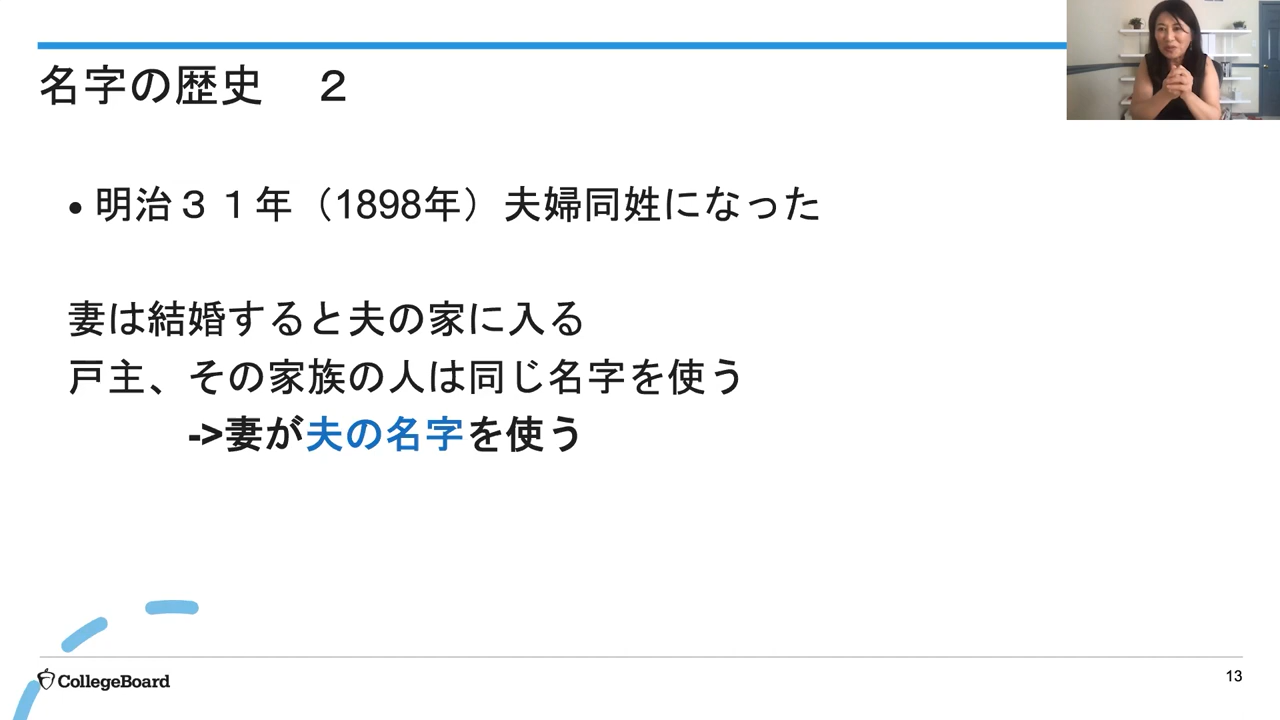 名字の歴史　２
• 明治３１年（1898年）夫婦同姓になった
妻は結婚すると夫の家に入る
戸主、その家族の人は同じ名字を使う
->妻が夫の名字を使う
CollegeBoard
13